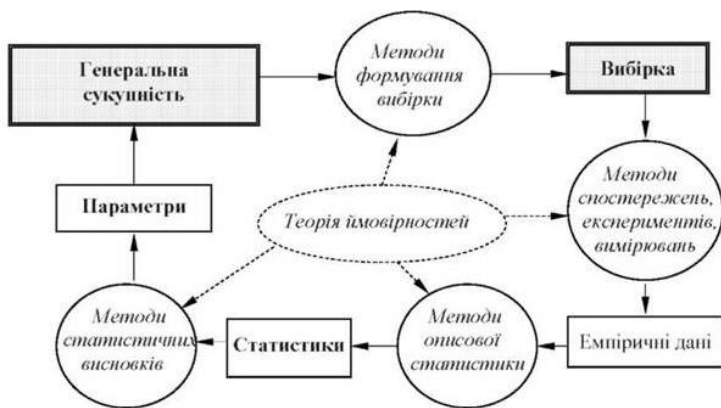 Генеральна
сукупність
Методи
формування
вибірки
Вибірка
Методи
спостережень,
експериментів,
вимірювань
Параметри
Теорія ймовірностей
Методи
статистичних
висновків
Статистики
Методи
описової
статистики
Емпіричні дані